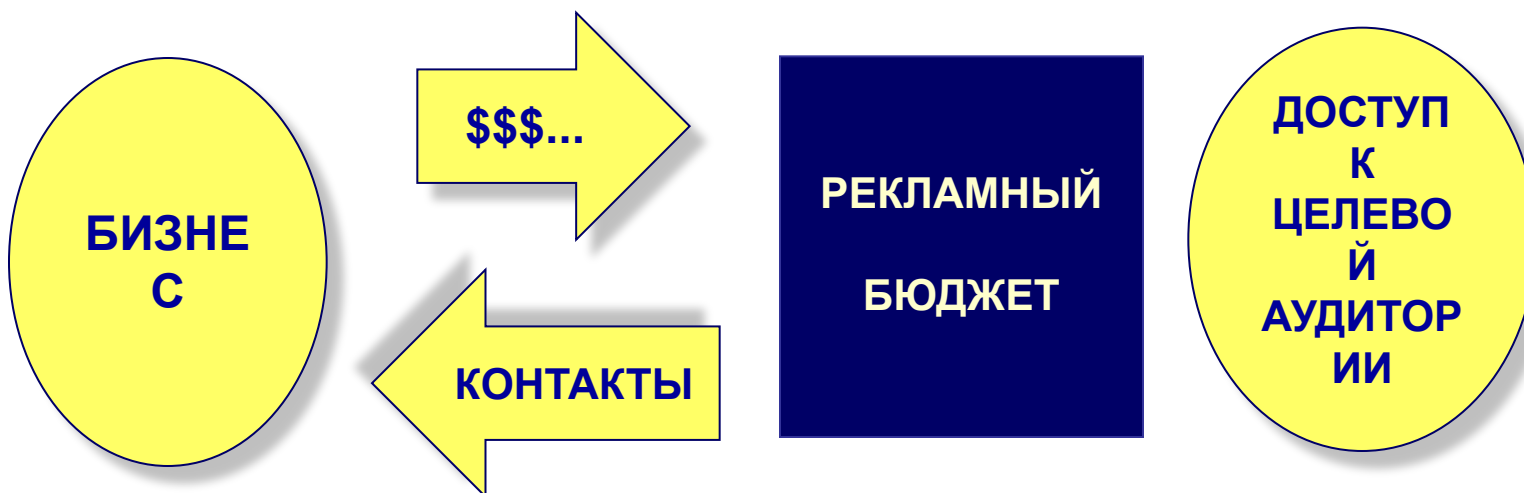 БИЗНЕ
С
$$$...
КОНТАКТЫ
РЕКЛАМНЫЙ
БЮДЖЕТ
ДОСТУП
К
ЦЕЛЕВО
Й
АУДИТОР
ИИ